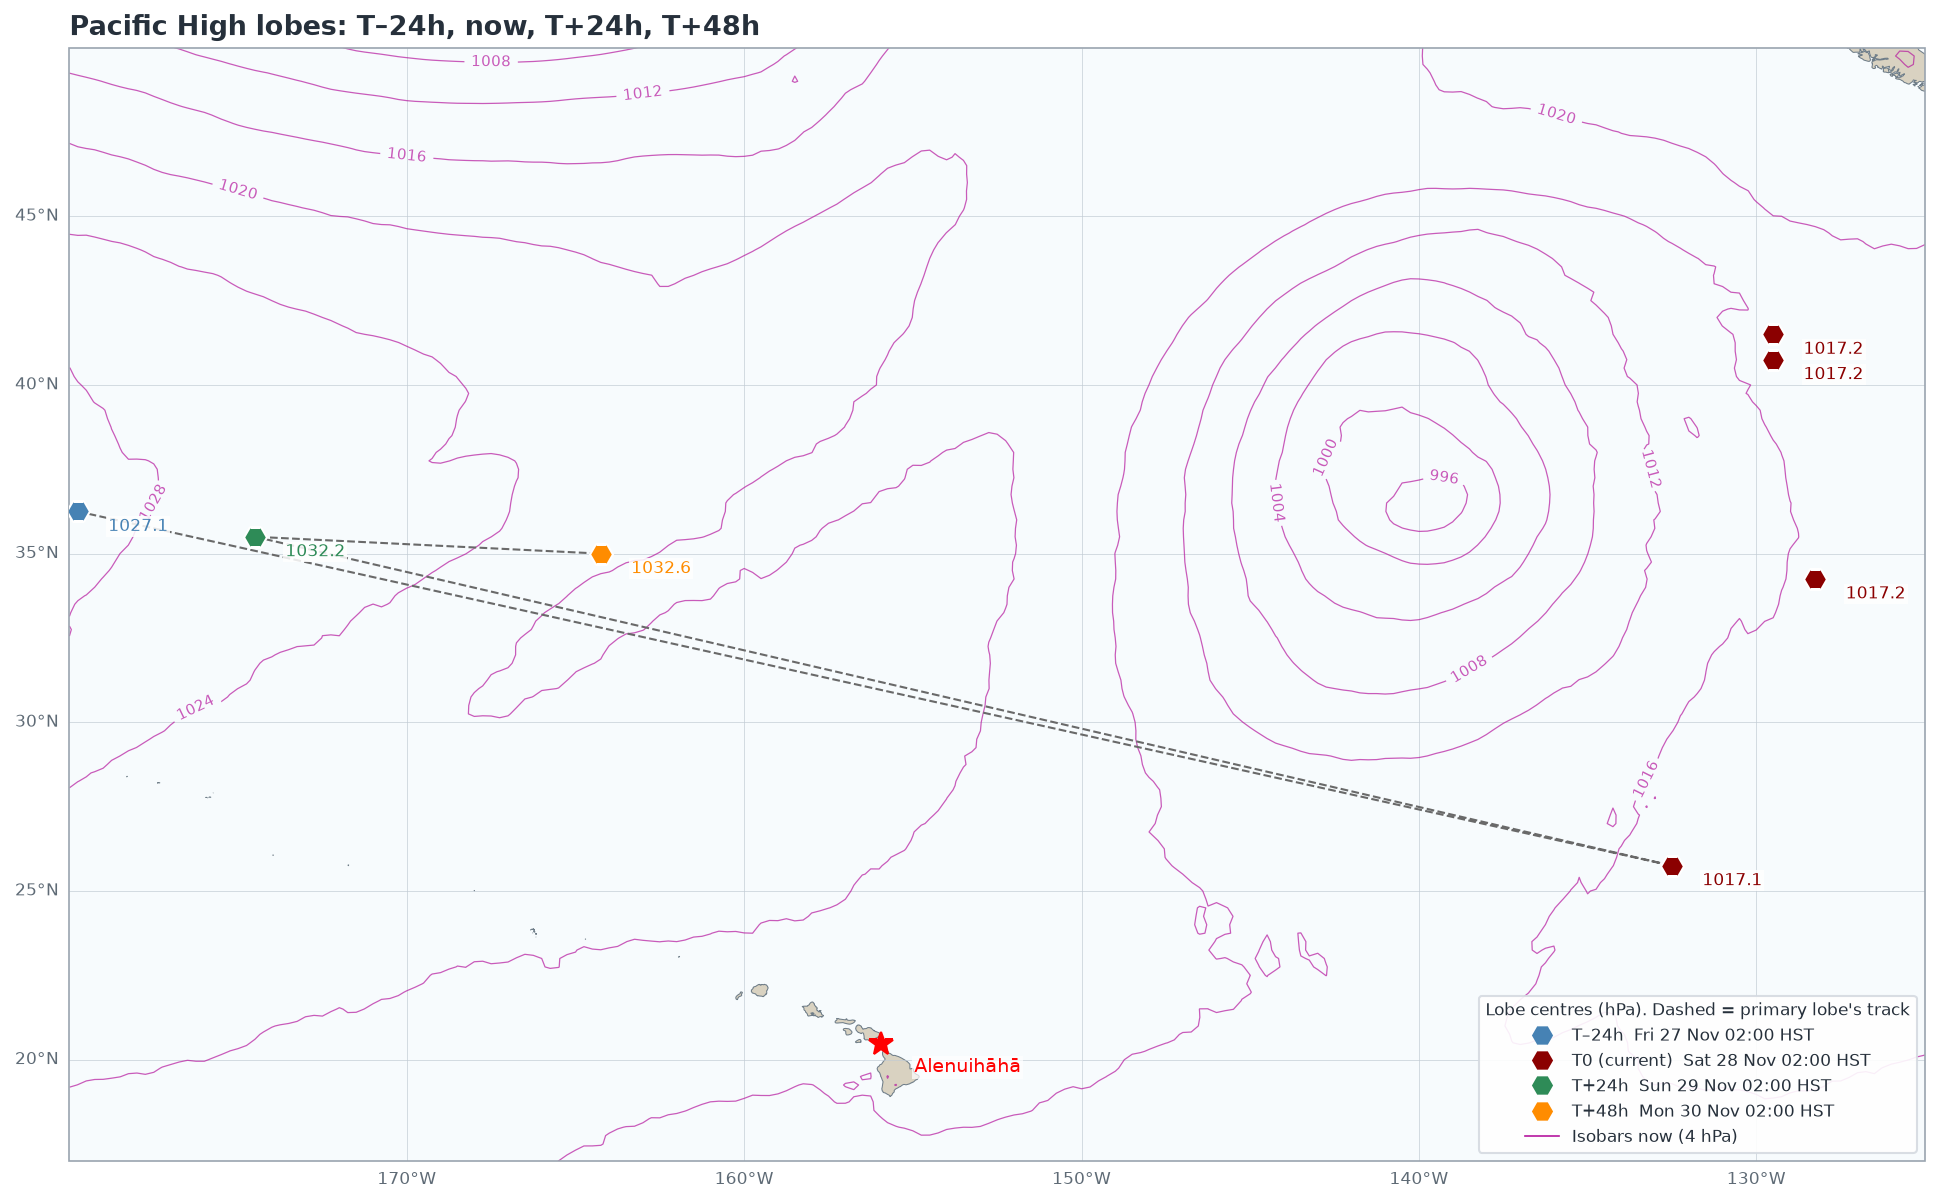 Pacific High lobes: T–24h, now, T+24h, T+48h
1008
1012
1020
1016
1020
45°N
1017.2
1017.2
40°N
1000
1012
996
1004
1028
1027.1
1032.2
35°N
1032.6
1017.2
1008
1024
30°N
1016
1017.1
25°N
Lobe centres (hPa). Dashed = primary lobe's track
T–24h Fri 27 Nov 02:00 HST
T0 (current) Sat 28 Nov 02:00 HST
T+24h Sun 29 Nov 02:00 HST
T+48h Mon 30 Nov 02:00 HST
Isobars now (4 hPa)
20°N
Alenuihāhā
170°W
160°W
150°W
140°W
130°W